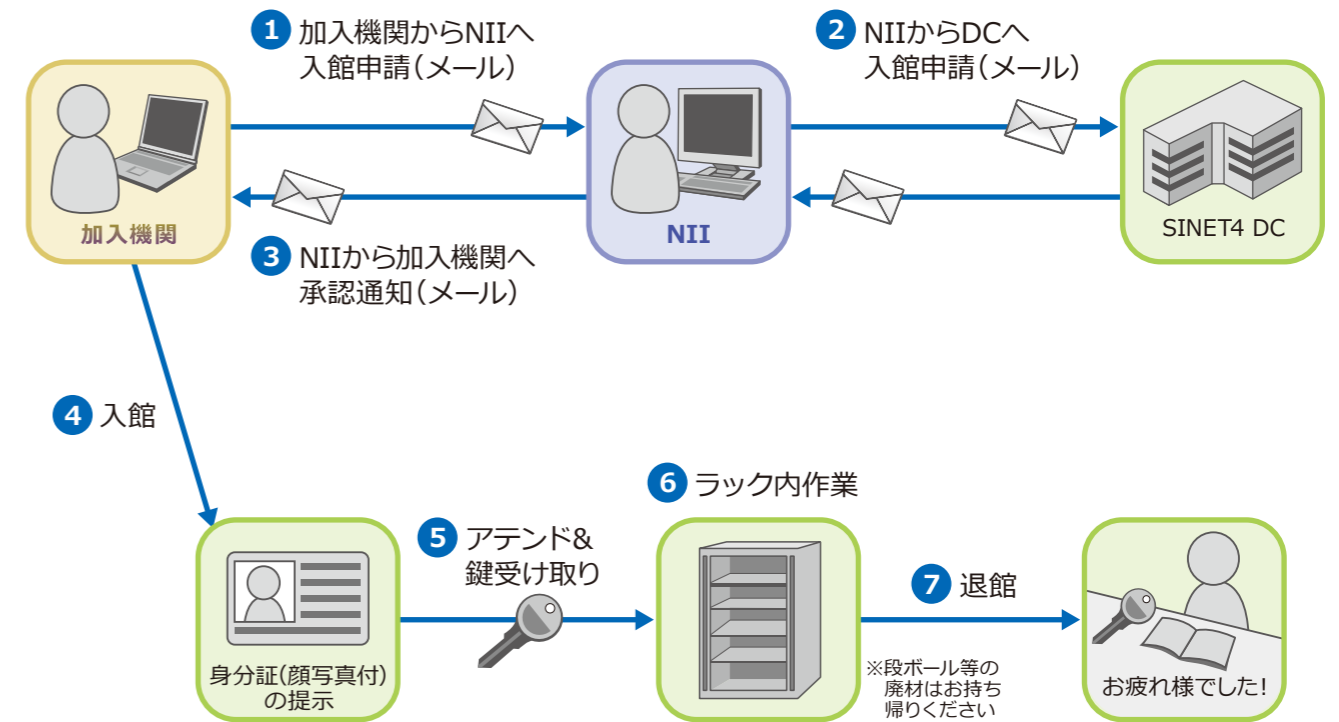 1 加入機関からNIIへ
入館申請(メール)
2 NIIからDCへ
入館申請(メール)
加入機関
NII
SINET4 DC
3 NIIから加入機関へ
承認通知(メール)
4 入館
5 アテンド&
鍵受け取り
6 ラック内作業
7 退館
身分証(顔写真付)
の提示
※段ボール等の
廃材はお持ち
帰りください
お疲れ様でした!